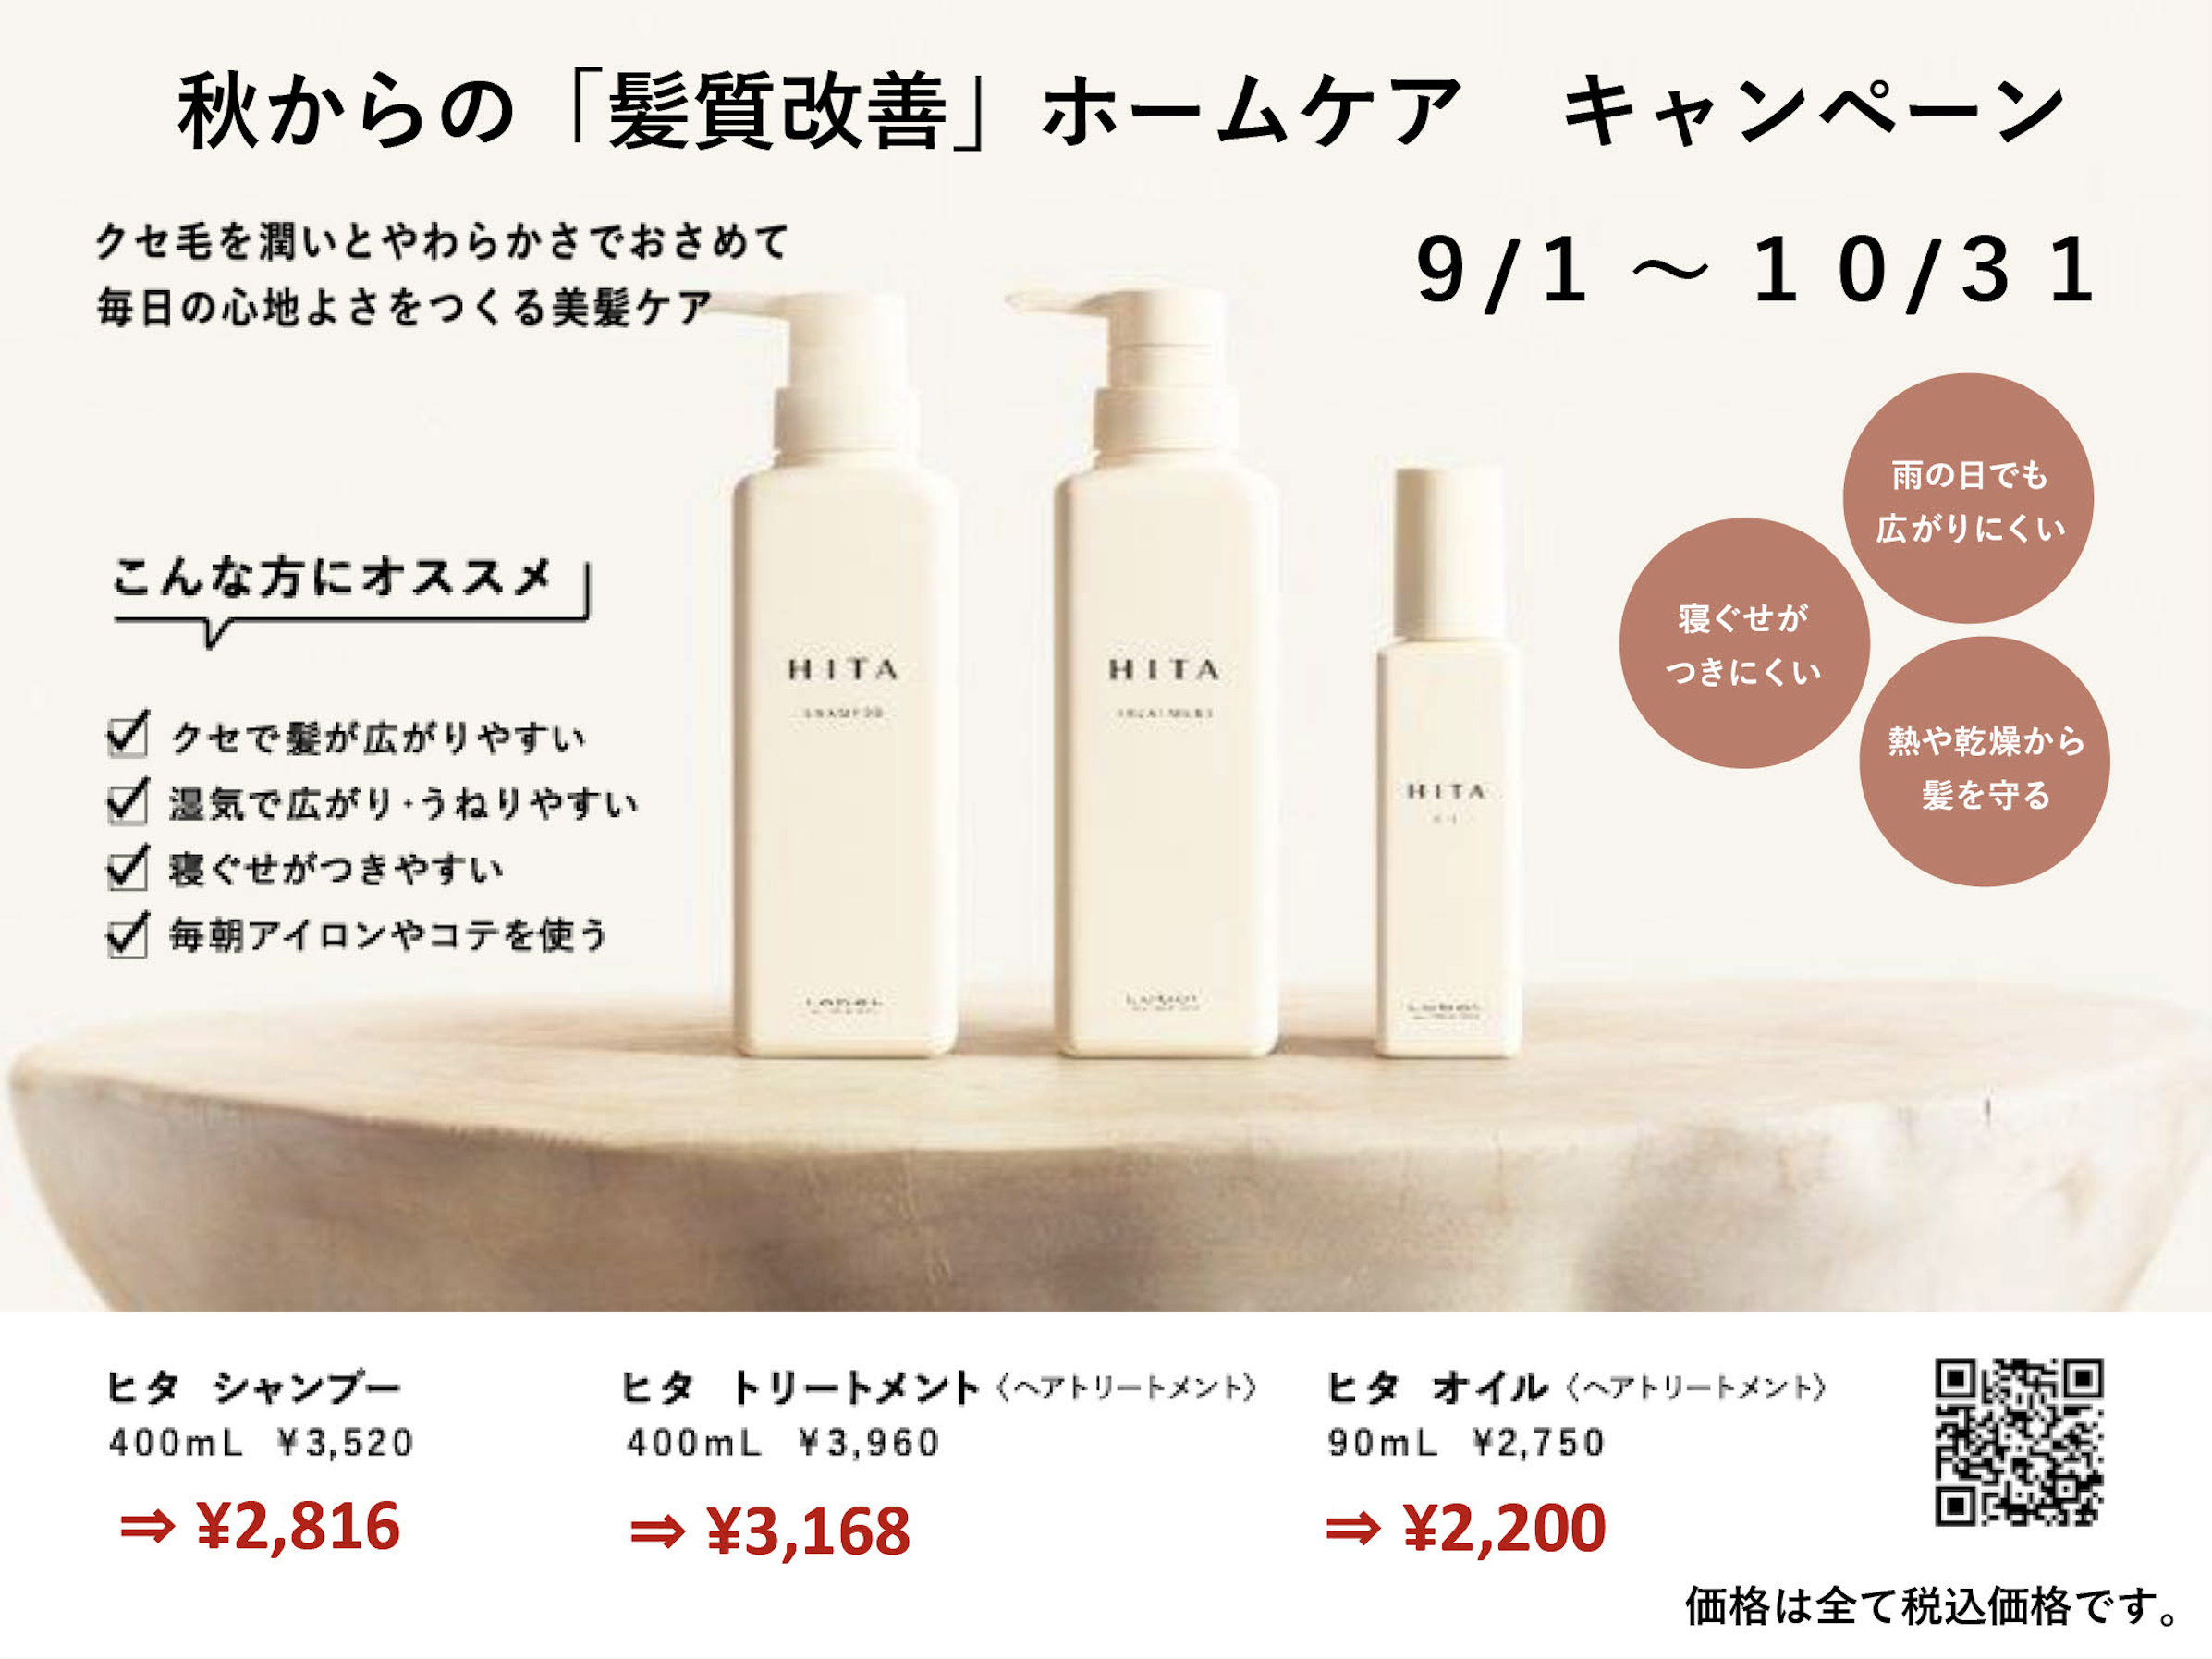 秋からの「髪質改善」ホームケア　キャンペーン
クセ毛を潤いとやわらかさでおさめて
毎日の心地よさをつくる美髪ケア
9/1～10/31
雨の日でも
広がりにくい
寝ぐせが
つきにくい
熱や乾燥から
髪を守る
こんな方にオススメ
クセで髪が広がりやすい
湿気で広がり・うねりやすい
寝ぐせがつきやすい
毎朝アイロンやコテを使う
HITA
SHAMPOO
HITA
TREATMENT
HITA
ヒタ シャンプー
400mL ¥3,520
⇒ ¥2,816
ヒタ トリートメント〈ヘアトリートメント〉
400mL ¥3,960
⇒ ¥3,168
ヒタ オイル〈ヘアトリートメント〉
90mL ¥2,750
⇒ ¥2,200
価格は全て税込価格です。